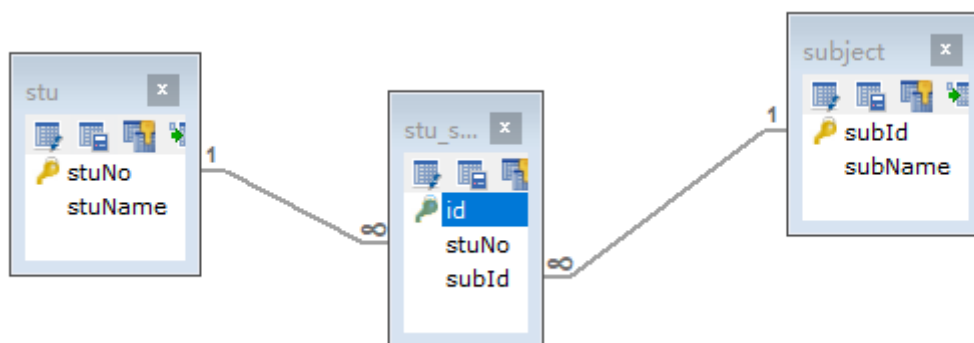 stu
stuNo
stuName
1
∞
stu_s...
id
stuNo
subId
∞
1
subject
subId
subName